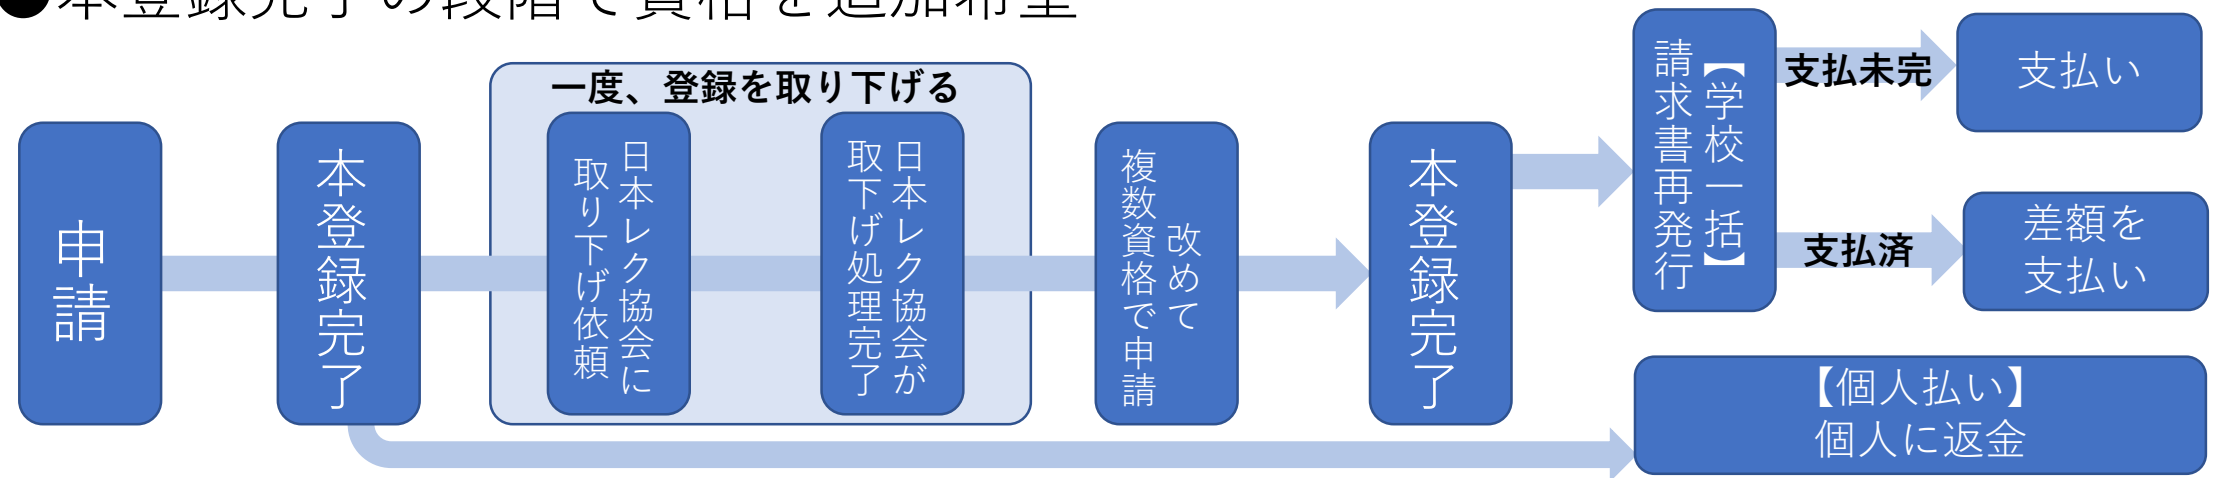 ●本登録完了の段階で資格を追加希望
一度、登録を取り下げる
申請
本登録完了
日本レク協会に
取り下げ依頼
日本レク協会が
取下げ処理完了
改めて
複数資格で申請
本登録完了
【学校一括】
請求書再発行
支払未完
支払い
支払済
差額を
支払い
【個人払い】
個人に返金